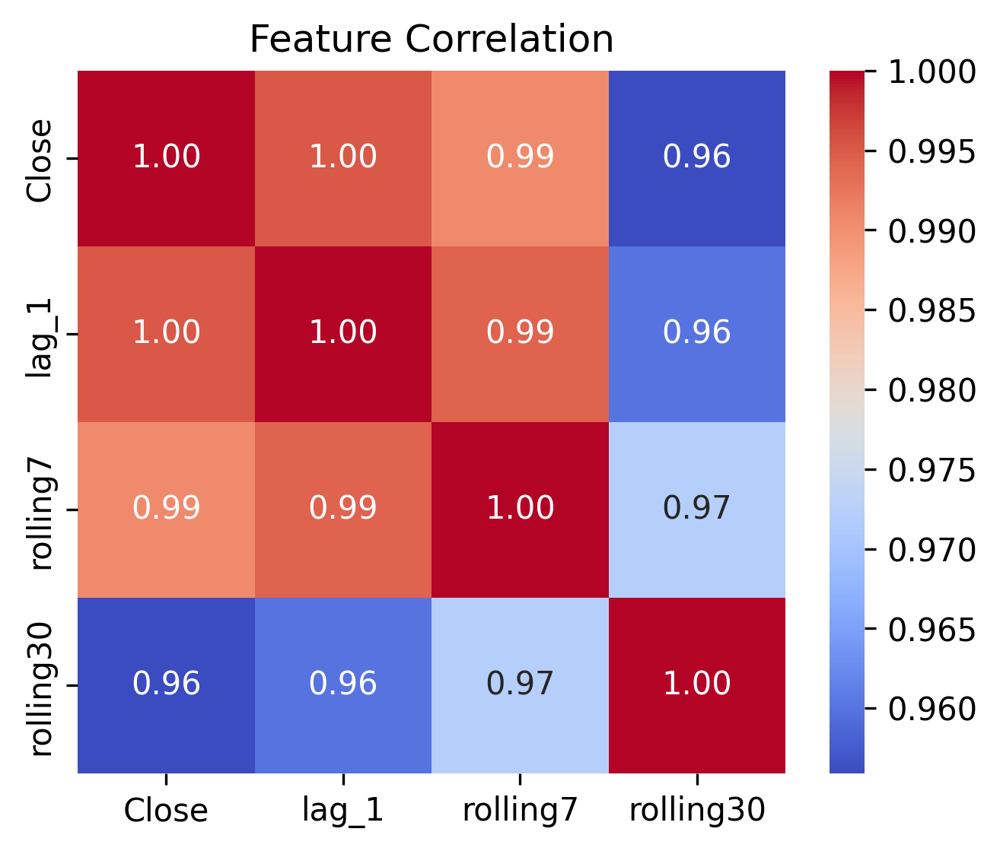 Feature Correlation
Close 1.00 1.00 0.99 0.96
lag_1 1.00 1.00 0.99 0.96
rolling7 0.99 0.99 1.00 0.97
rolling30 0.96 0.96 0.97 1.00
Close lag_1 rolling7 rolling30
1.000
0.995
0.990
0.985
0.980
0.975
0.970
0.965
0.960